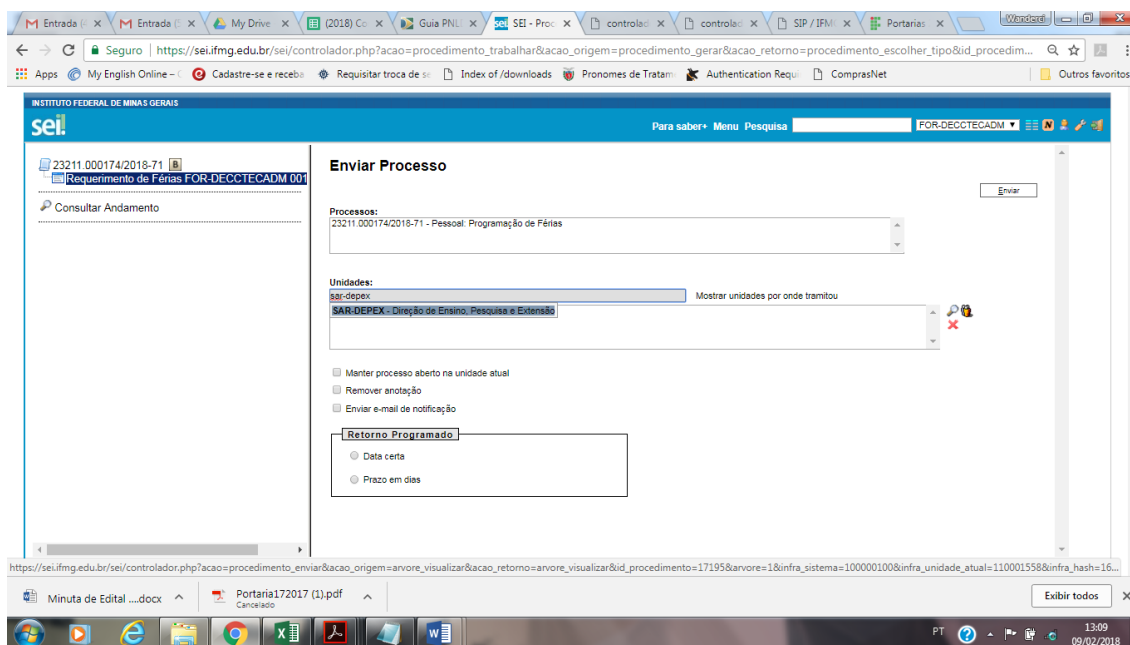 Entrada (
Entrada (
My Drive
(2018) Co
Guia PNL
SEI - Proc
controlad
controlad
SIP / IFM
Portarias
Wanderci
Seguro | https://sei.ifmg.edu.br/sei/controlador.php?acao=procedimento_trabalhar&acao_origem=procedimento_gerar&acao_retorno=procedimento_escolher_tipo&id_procedim...
Apps
My English Online –
Cadastre-se e receba
Requisitar troca de se
Index of /downloads
Pronomes de Tratam
Authentication Requi
ComprasNet
Outros favoritos
INSTITUTO FEDERAL DE MINAS GERAIS
sei!
Para saber+ Menu Pesquisa
FOR-DECCTECADM
23211.000174/2018-71
Requerimento de Férias FOR-DECCTECADM 001
Consultar Andamento
Enviar Processo
Enviar
Processos:
23211.000174/2018-71 - Pessoal: Programação de Férias
Unidades:
sar-depex
Mostrar unidades por onde tramitou
SAR-DEPEX - Direção de Ensino, Pesquisa e Extensão
Manter processo aberto na unidade atual
Remover anotação
Enviar e-mail de notificação
Retorno Programado
Data certa
Prazo em dias
https://sei.ifmg.edu.br/sei/controlador.php?acao=procedimento_enviar&acao_origem=arvore_visualizar&acao_retorno=arvore_visualizar&id_procedimento=17195&arvore=1&infra_sistema=100000100&infra_unidade_atual=110001558&infra_hash=16...
Minuta de Edital ....docx
Portaria172017 (1).pdf
Cancelado
Exibir todos
PT
13:09
09/02/2018